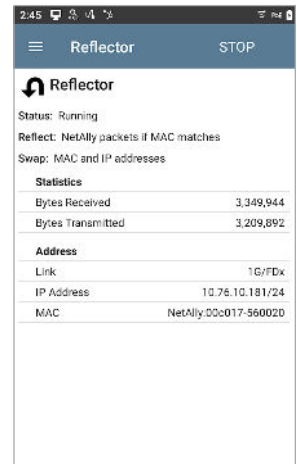 2:45
Reflector STOP
Reflector
Status: Running
Reflect: NetAlly packets if MAC matches
Swap: MAC and IP addresses
Statistics
Bytes Received 3,349,944
Bytes Transmitted 3,209,892
Address
Link 1G/FDx
IP Address 10.76.10.181/24
MAC NetAlly:00c017-560020